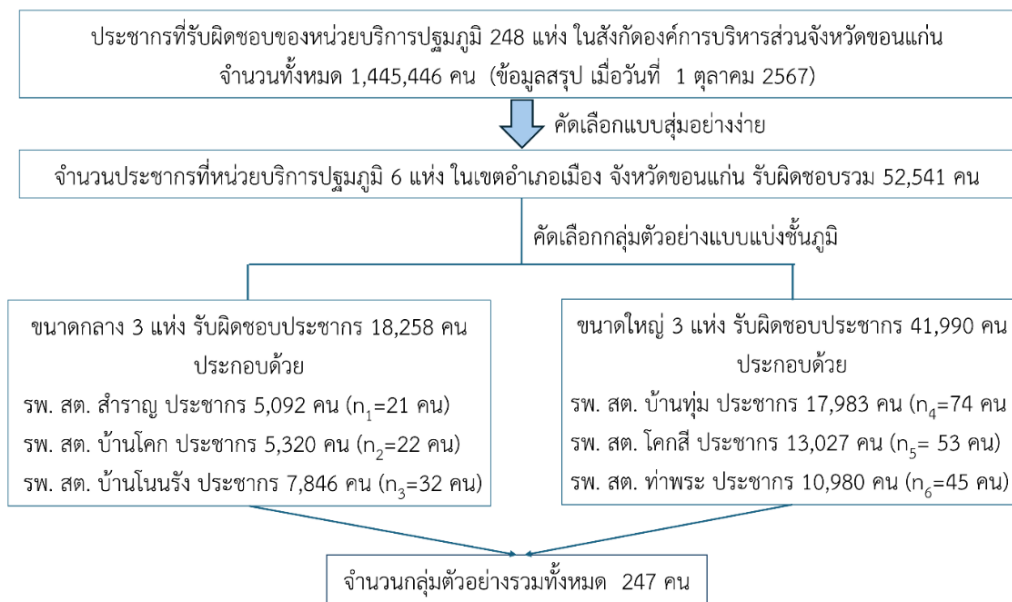 ประชากรที่รับผิดชอบของหน่วยบริการปฐมภูมิ 248 แห่ง ในสังกัดองค์การบริหารส่วนจังหวัดขอนแก่น
จำนวนทั้งหมด 1,445,446 คน (ข้อมูลสรุป เมื่อวันที่ 1 ตุลาคม 2567)
คัดเลือกแบบสุ่มอย่างง่าย
จำนวนประชากรที่หน่วยบริการปฐมภูมิ 6 แห่ง ในเขตอำเภอเมือง จังหวัดขอนแก่น รับผิดชอบรวม 52,541 คน
คัดเลือกกลุ่มตัวอย่างแบบแบ่งชั้นภูมิ
ขนาดกลาง 3 แห่ง รับผิดชอบประชากร 18,258 คน
ประกอบด้วย
รพ. สต. สำราญ ประชากร 5,092 คน (n₁=21 คน)
รพ. สต. บ้านโคก ประชากร 5,320 คน (n₂=22 คน)
รพ. สต. บ้านโนนรัง ประชากร 7,846 คน (n₃=32 คน)
ขนาดใหญ่ 3 แห่ง รับผิดชอบประชากร 41,990 คน
ประกอบด้วย
รพ. สต. บ้านทุ่ม ประชากร 17,983 คน (n₄=74 คน
รพ. สต. โคกสี ประชากร 13,027 คน (n₅= 53 คน)
รพ. สต. ท่าพระ ประชากร 10,980 คน (n₆=45 คน)
จำนวนกลุ่มตัวอย่างรวมทั้งหมด 247 คน